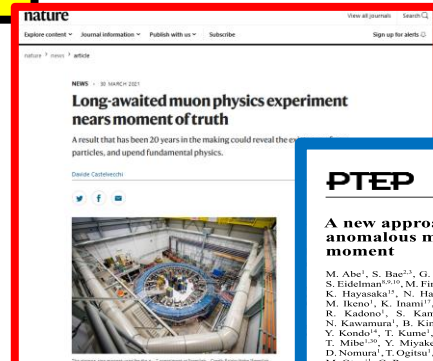 nature
View all journals
Search
Explore content
Journal information
Publish with us
Subscribe
Sign up for alerts
nature > news > article
NEWS · 30 MARCH 2021
Long-awaited muon physics experiment
nears moment of truth
A result that has been 20 years in the making could reveal the
particles, and upend fundamental physics.
Davide Castelvecchi
PTEP
A new appro
anomalous m
moment
M. Abe1, S. Bae2,3, G.
S. Eidelman8,9,10, M. Fin
K. Hayasaka15, N. Ha
M. Ikeno1, K. Inami17,
R. Kadono1, S. Kam
N. Kawamura1, B. Kin
Y. Kondo14, T. Kume1,
T. Mibe1,30, Y. Miyake
D. Nomura1, T. Ogitsu1,